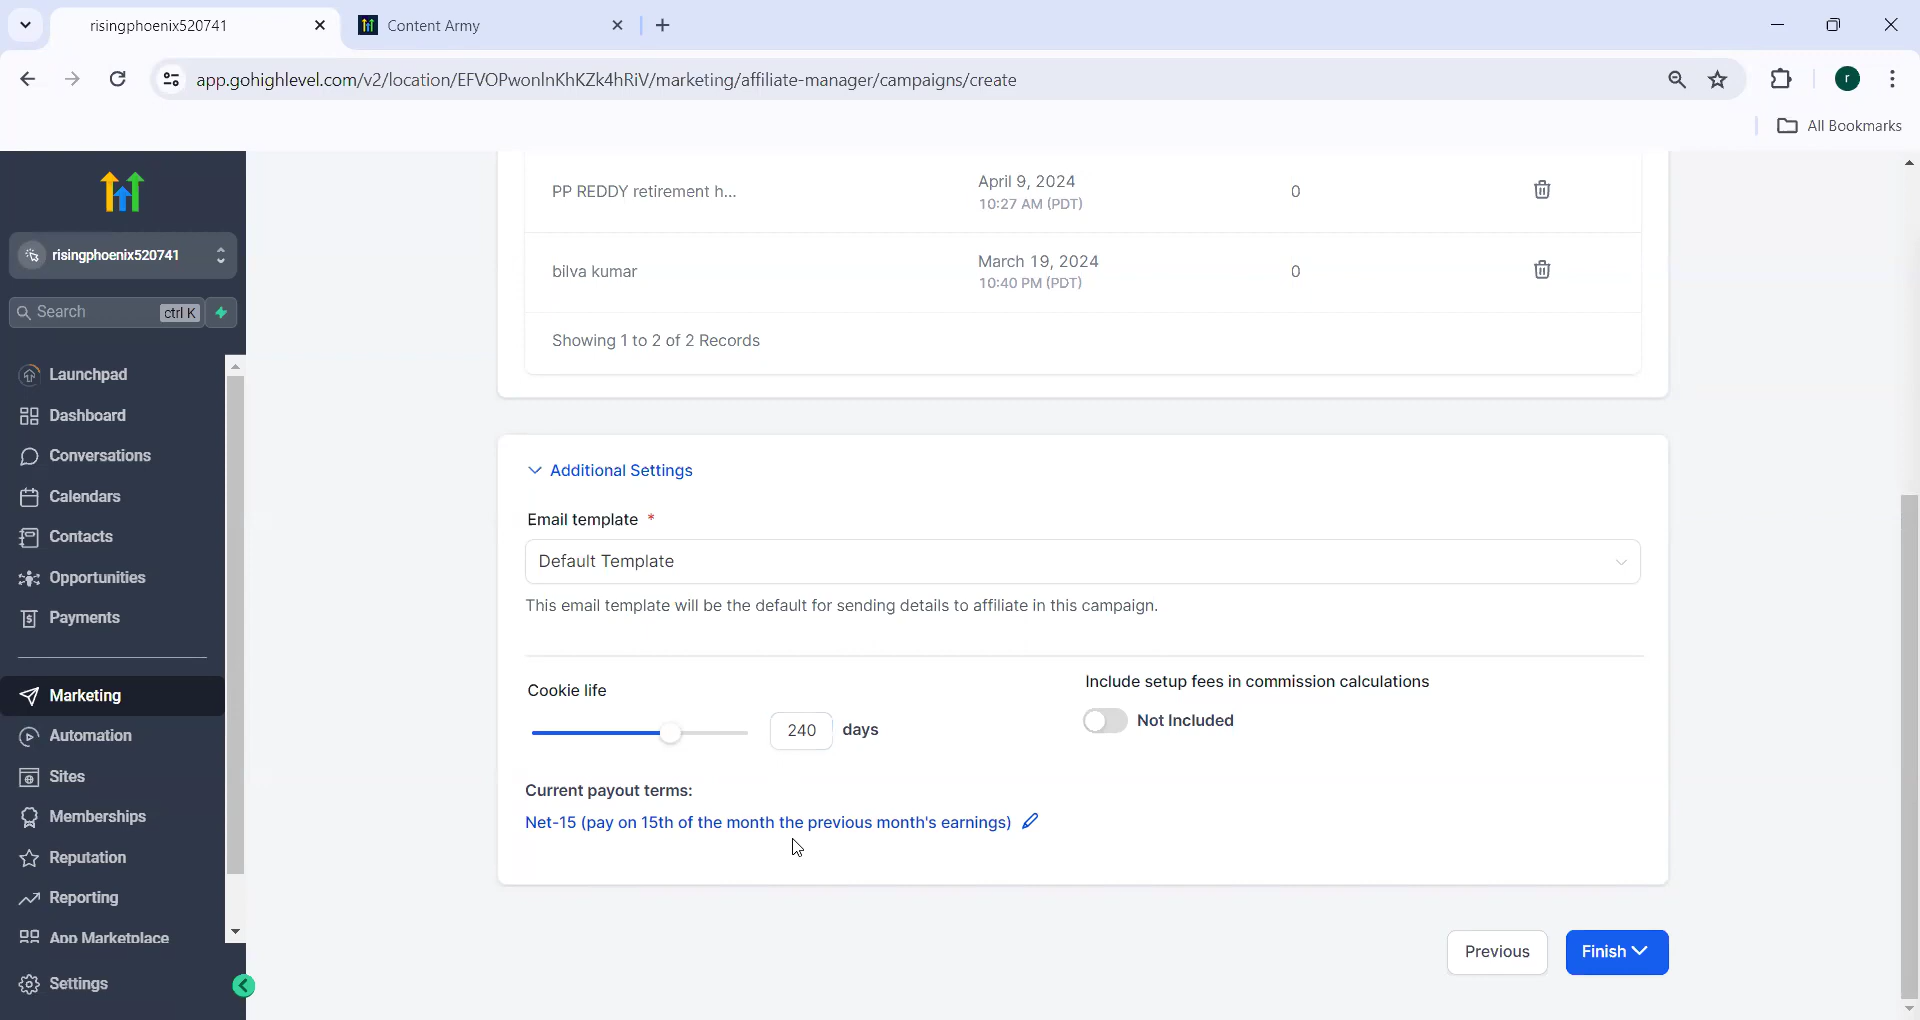 risingphoenix520741
Content Army
app.gohighlevel.com/v2/location/EFVOPwonlnKhKZk4hRiV/marketing/affiliate-manager/campaigns/create
r
All Bookmarks
risingphoenix520741
Search
ctrl K
Launchpad
Dashboard
Conversations
Calendars
Contacts
Opportunities
Payments
Marketing
Automation
Sites
Memberships
Reputation
Reporting
App Marketplace
Settings
PP REDDY retirement h...
April 9, 2024
10:27 AM (PDT)
0
bilva kumar
March 19, 2024
10:40 PM (PDT)
0
Showing 1 to 2 of 2 Records
Additional Settings
Email template *
Default Template
This email template will be the default for sending details to affiliate in this campaign.
Cookie life
240 days
Include setup fees in commission calculations
Not Included
Current payout terms:
Net-15 (pay on 15th of the month the previous month's earnings)
Previous
Finish